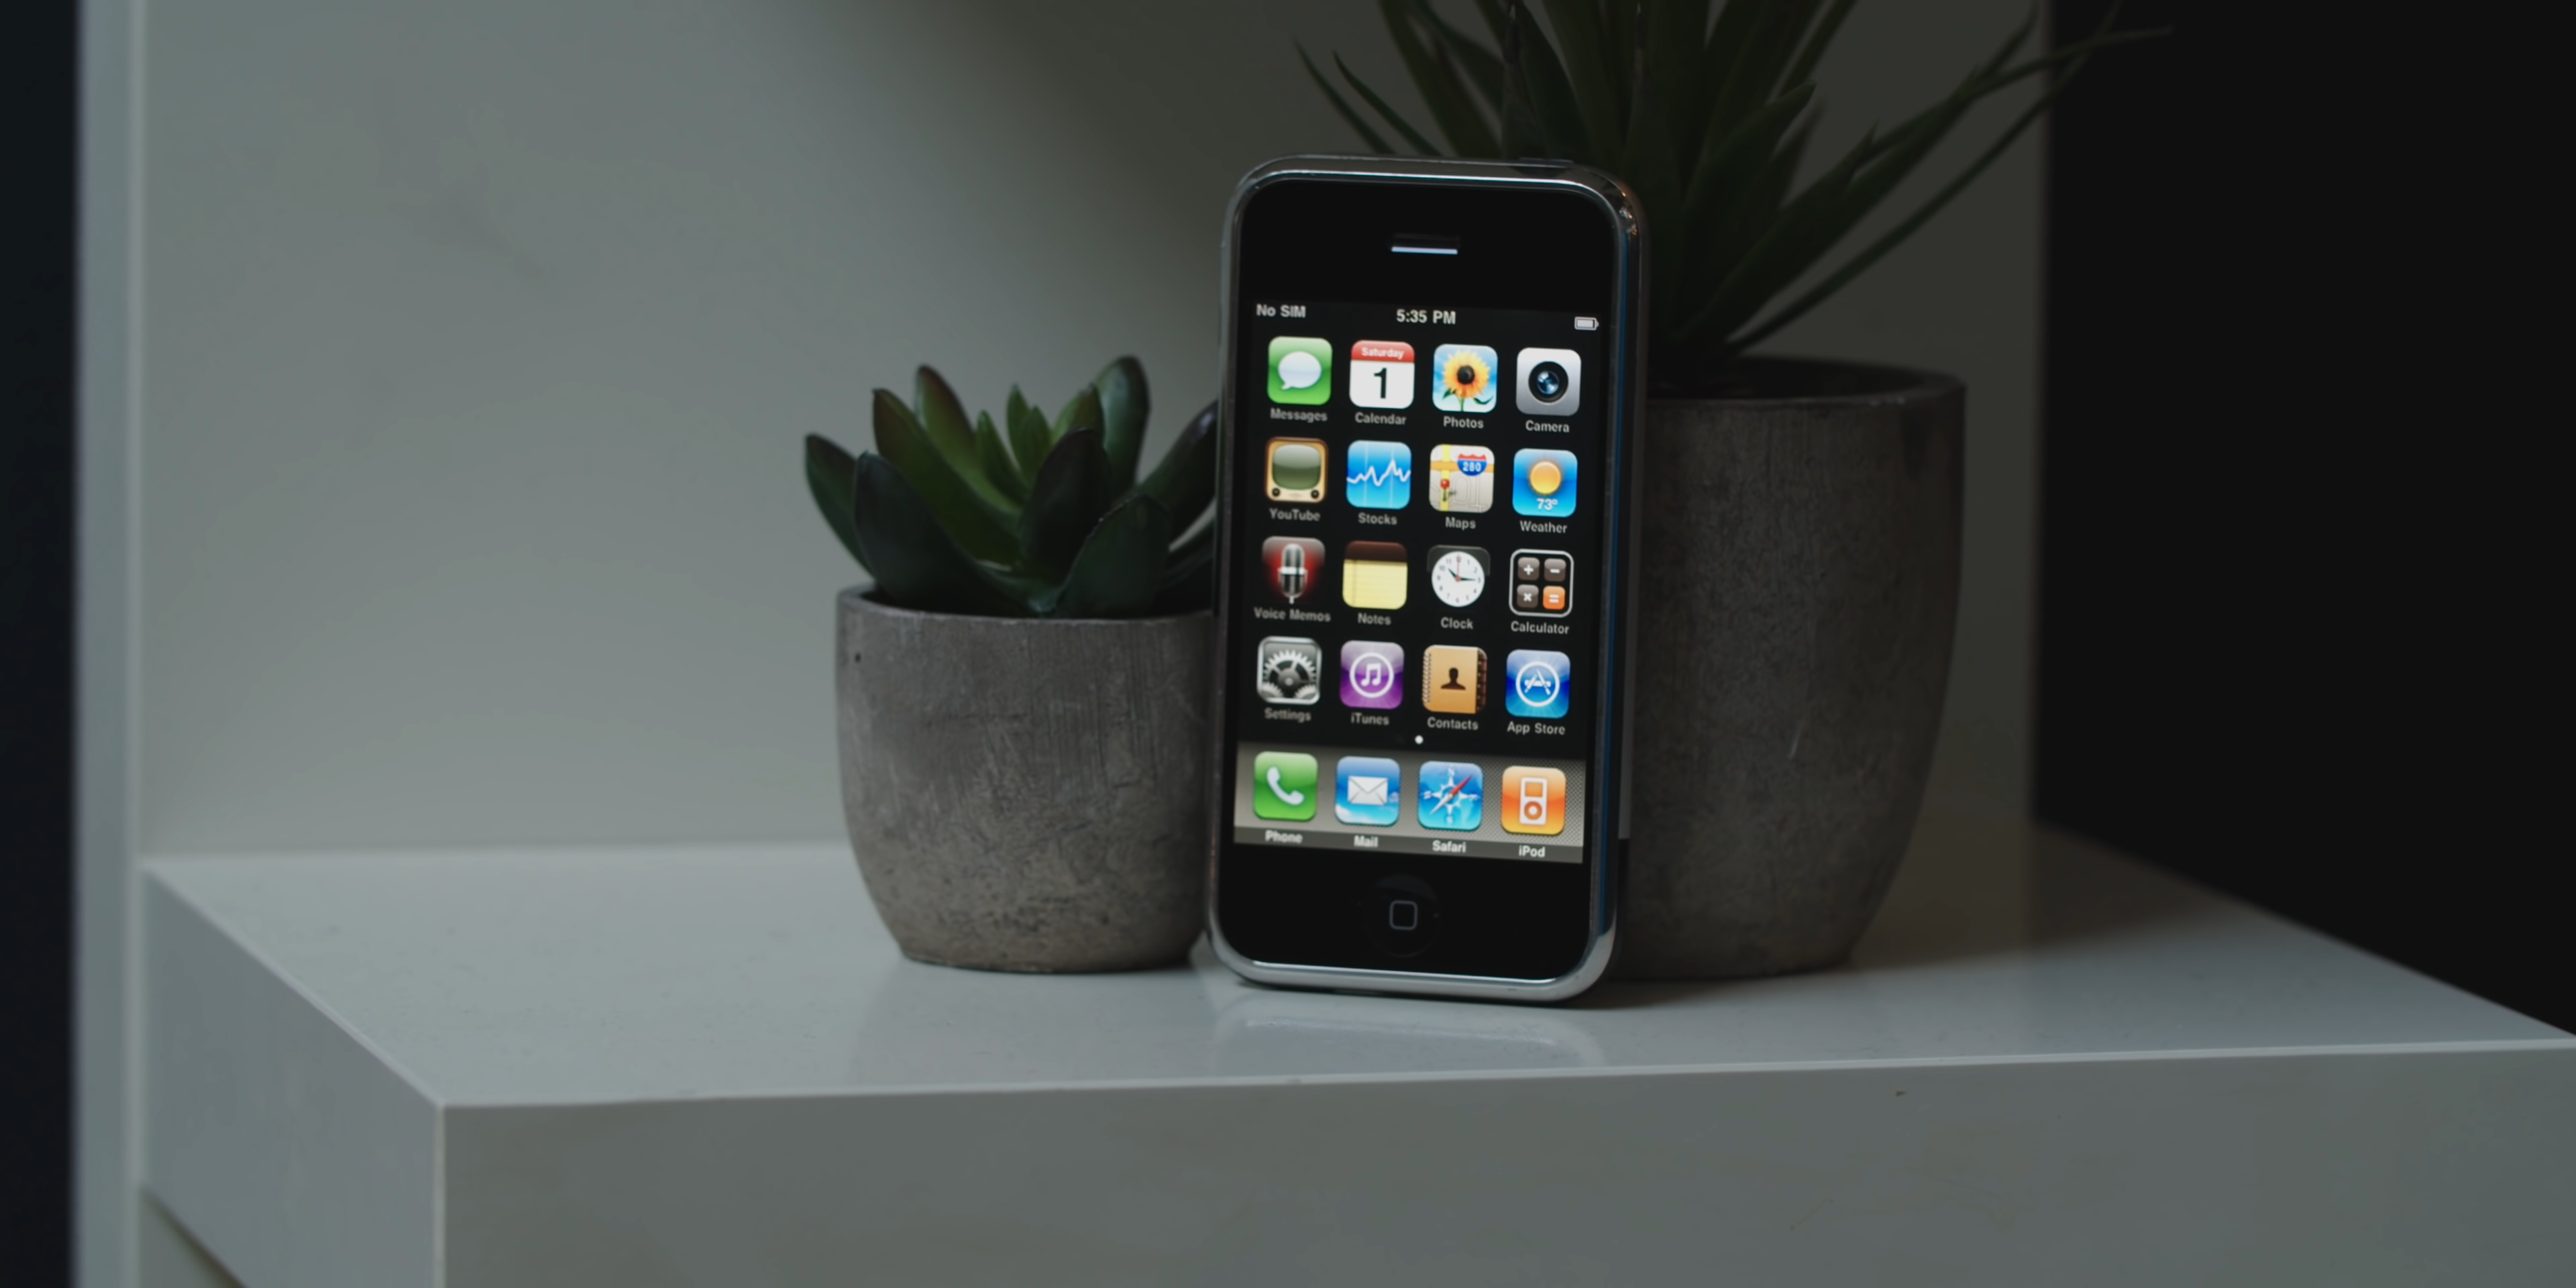 No SIM 5:35 PM
Saturday
1
Messages Calendar Photos Camera
280
73°
YouTube Stocks Maps Weather
Voice Memos Notes Clock Calculator
Settings iTunes Contacts App Store
Phone Mail Safari iPod